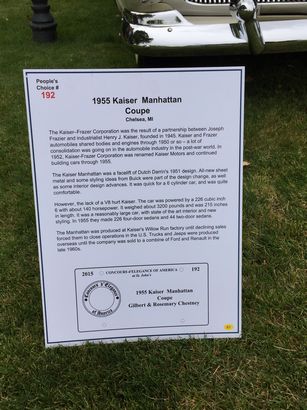 People's
Choice #
192
1955 Kaiser Manhattan
Coupe
Chelsea, MI
The Kaiser-Frazer Corporation was the result of a partnership between Joseph
Frazier and industrialist Henry J. Kaiser, founded in 1945. Kaiser and Frazer
automobiles shared bodies and engines through 1950 or so – a lot of
consolidation was going on in the automobile industry in the post-war world. In
1952, Kaiser-Frazer Corporation was renamed Kaiser Motors and continued
building cars through 1955.
The Kaiser Manhattan was a facelift of Dutch Darrin's 1951 design. All-new sheet
metal and some styling ideas from Buick were part of the design change, as well
as some interior design advances. It was quick for a 6 cylinder car, and was quite
comfortable.
However, the lack of a V8 hurt Kaiser. The car was powered by a 226 cubic inch
6 with about 140 horsepower. It weighed about 3200 pounds and was 215 inches
in length. It was a reasonably large car, with state of the art interior and new
styling. In 1955 they made 226 four-door sedans and 44 two-door sedans.
The Manhattan was produced at Kaiser's Willow Run factory until declining sales
forced them to close operations in the U.S. Trucks and Jeeps were produced
overseas until the company was sold to a combine of Ford and Renault in the
late 1960s.
2015 CONCOURS d'ELEGANCE OF AMERICA 192
at St. John's
Concours d'Elegance
of America
1955 Kaiser Manhattan
Coupe
Gilbert & Rosemary Chestney